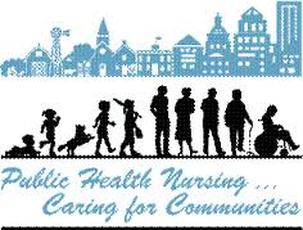 Public Health Nursing ...
Caring for Communities